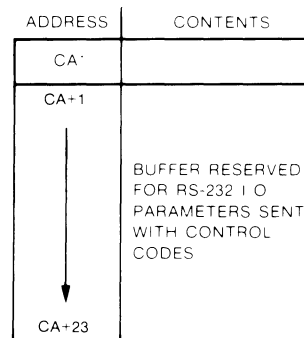 ADDRESS CONTENTS
CA
CA+1
BUFFER RESERVED
FOR RS-232 I O
PARAMETERS SENT
WITH CONTROL
CODES
CA+23